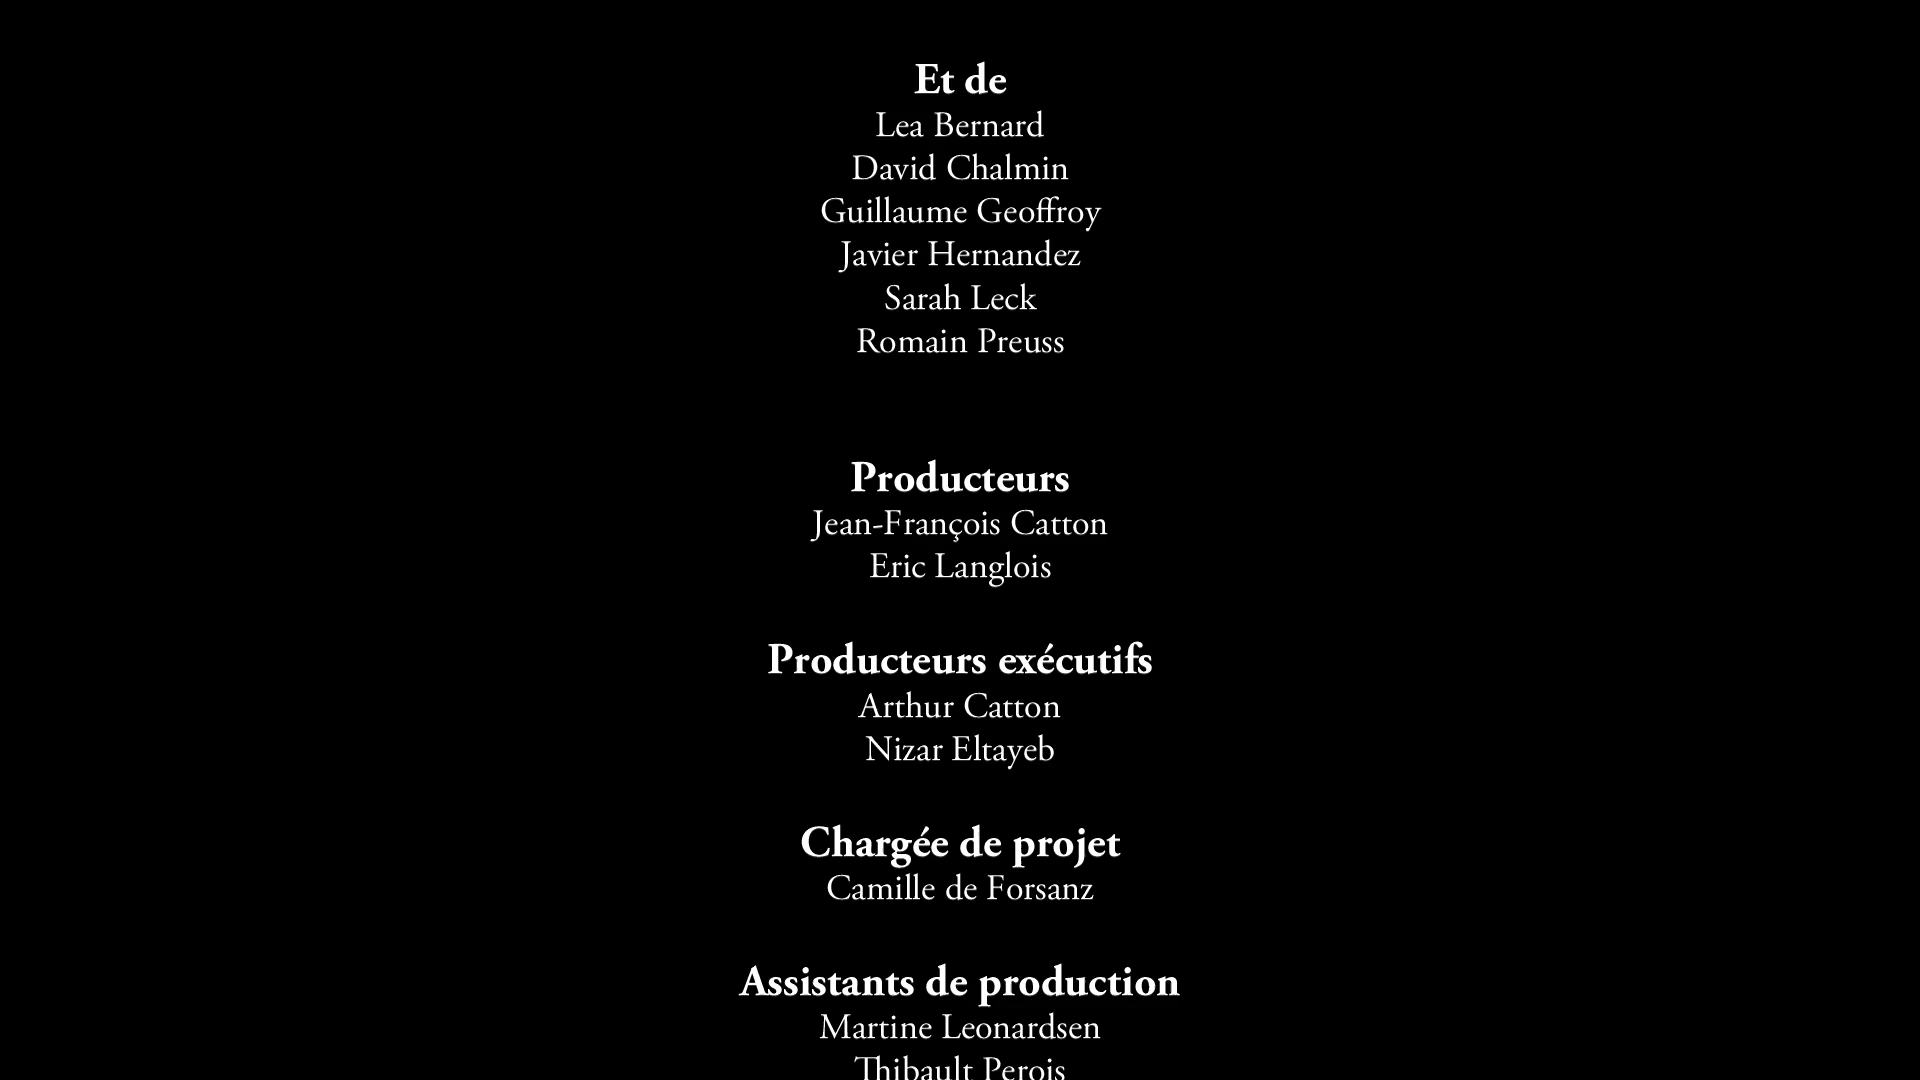 Et de
Lea Bernard
David Chalmin
Guillaume Geoffroy
Javier Hernandez
Sarah Leck
Romain Preuss
Producteurs
Jean-François Catton
Eric Langlois
Producteurs exécutifs
Arthur Catton
Nizar Eltayeb
Chargée de projet
Camille de Forsanz
Assistants de production
Martine Leonardsen
Thibault Perois